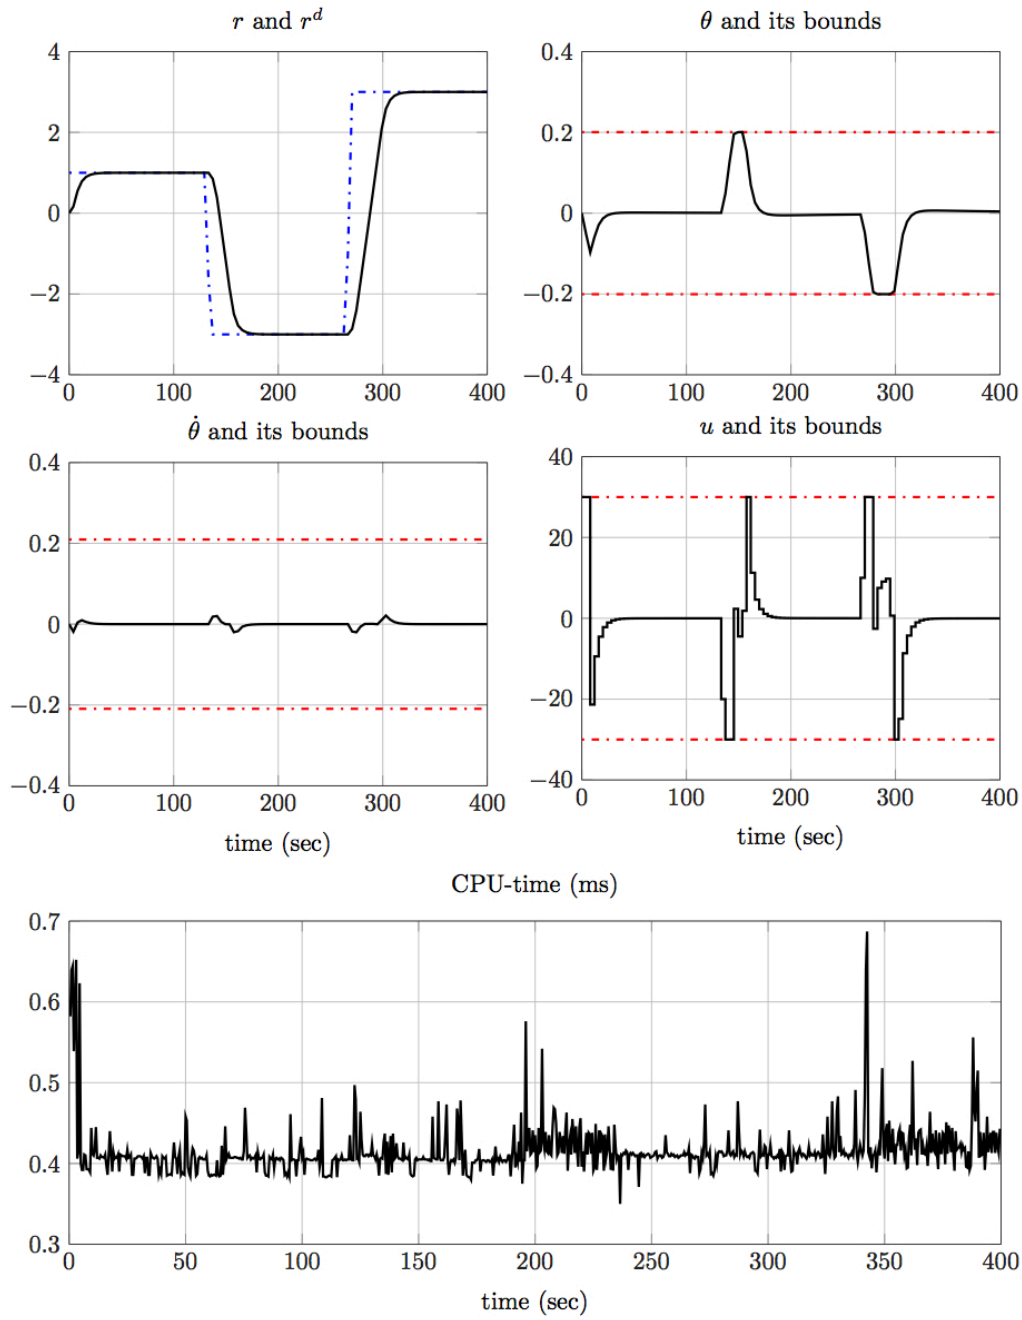 r and r^d
θ and its bounds
4
2
0
−2
−4
0 100 200 300 400
0.4
0.2
0
−0.2
−0.4
0 100 200 300 400
θ̇ and its bounds
u and its bounds
0.4
0.2
0
−0.2
−0.4
0 100 200 300 400
time (sec)
40
20
0
−20
−40
0 100 200 300 400
time (sec)
CPU-time (ms)
0.7
0.6
0.5
0.4
0.3
0 50 100 150 200 250 300 350 400
time (sec)